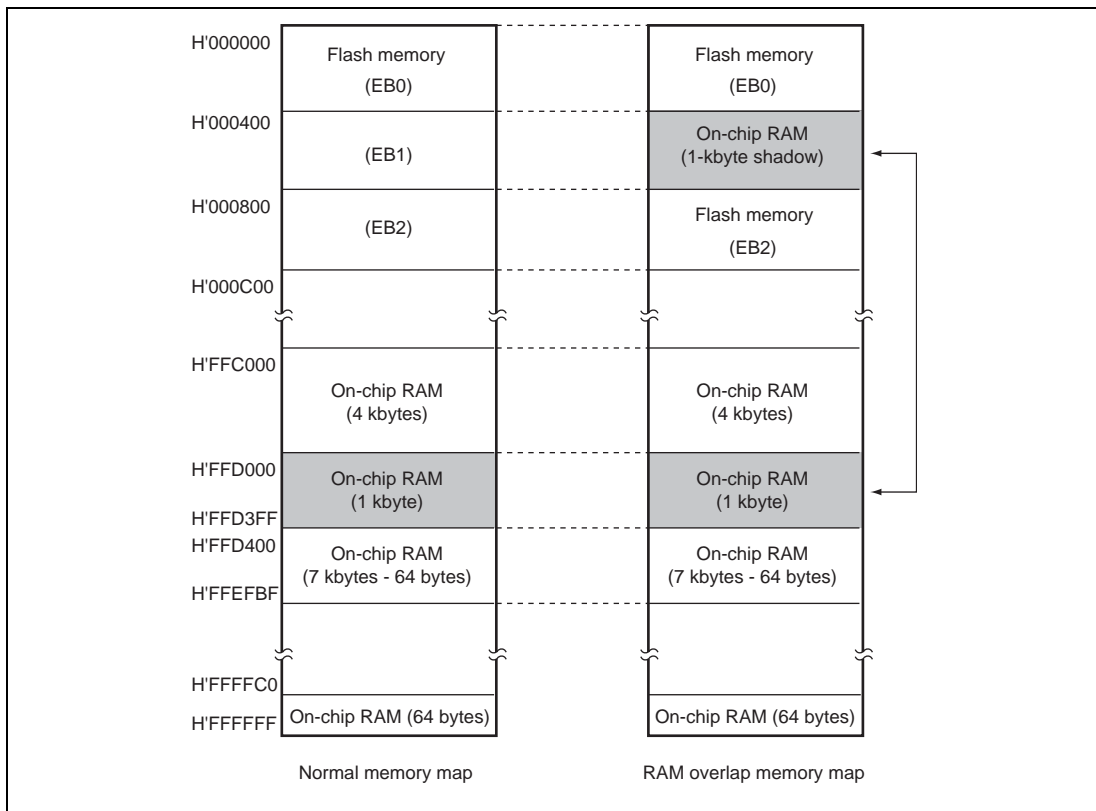 H'000000
Flash memory
(EB0)
Flash memory
(EB0)
H'000400
(EB1)
On-chip RAM
(1-kbyte shadow)
H'000800
(EB2)
Flash memory
(EB2)
H'000C00
H'FFC000
On-chip RAM
(4 kbytes)
On-chip RAM
(4 kbytes)
H'FFD000
On-chip RAM
(1 kbyte)
On-chip RAM
(1 kbyte)
H'FFD3FF
H'FFD400
On-chip RAM
(7 kbytes - 64 bytes)
On-chip RAM
(7 kbytes - 64 bytes)
H'FFEFBF
H'FFFFC0
On-chip RAM (64 bytes)
On-chip RAM (64 bytes)
H'FFFFFF
Normal memory map
RAM overlap memory map